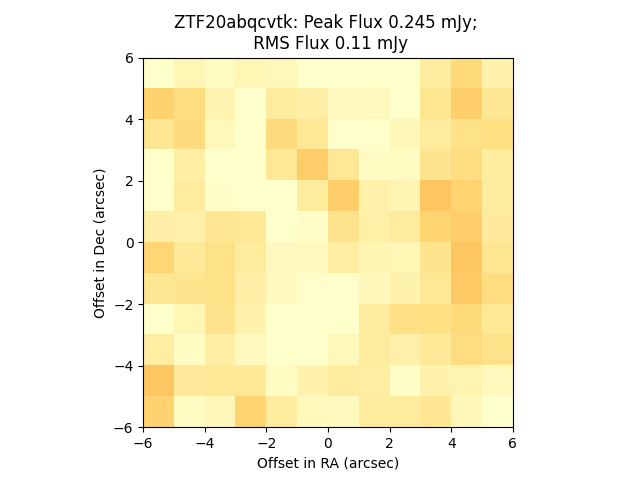 ZTF20abqcvtk: Peak Flux 0.245 mJy;
RMS Flux 0.11 mJy
6
4
2
0
−2
−4
−6
Offset in Dec (arcsec)
−6 −4 −2 0 2 4 6
Offset in RA (arcsec)